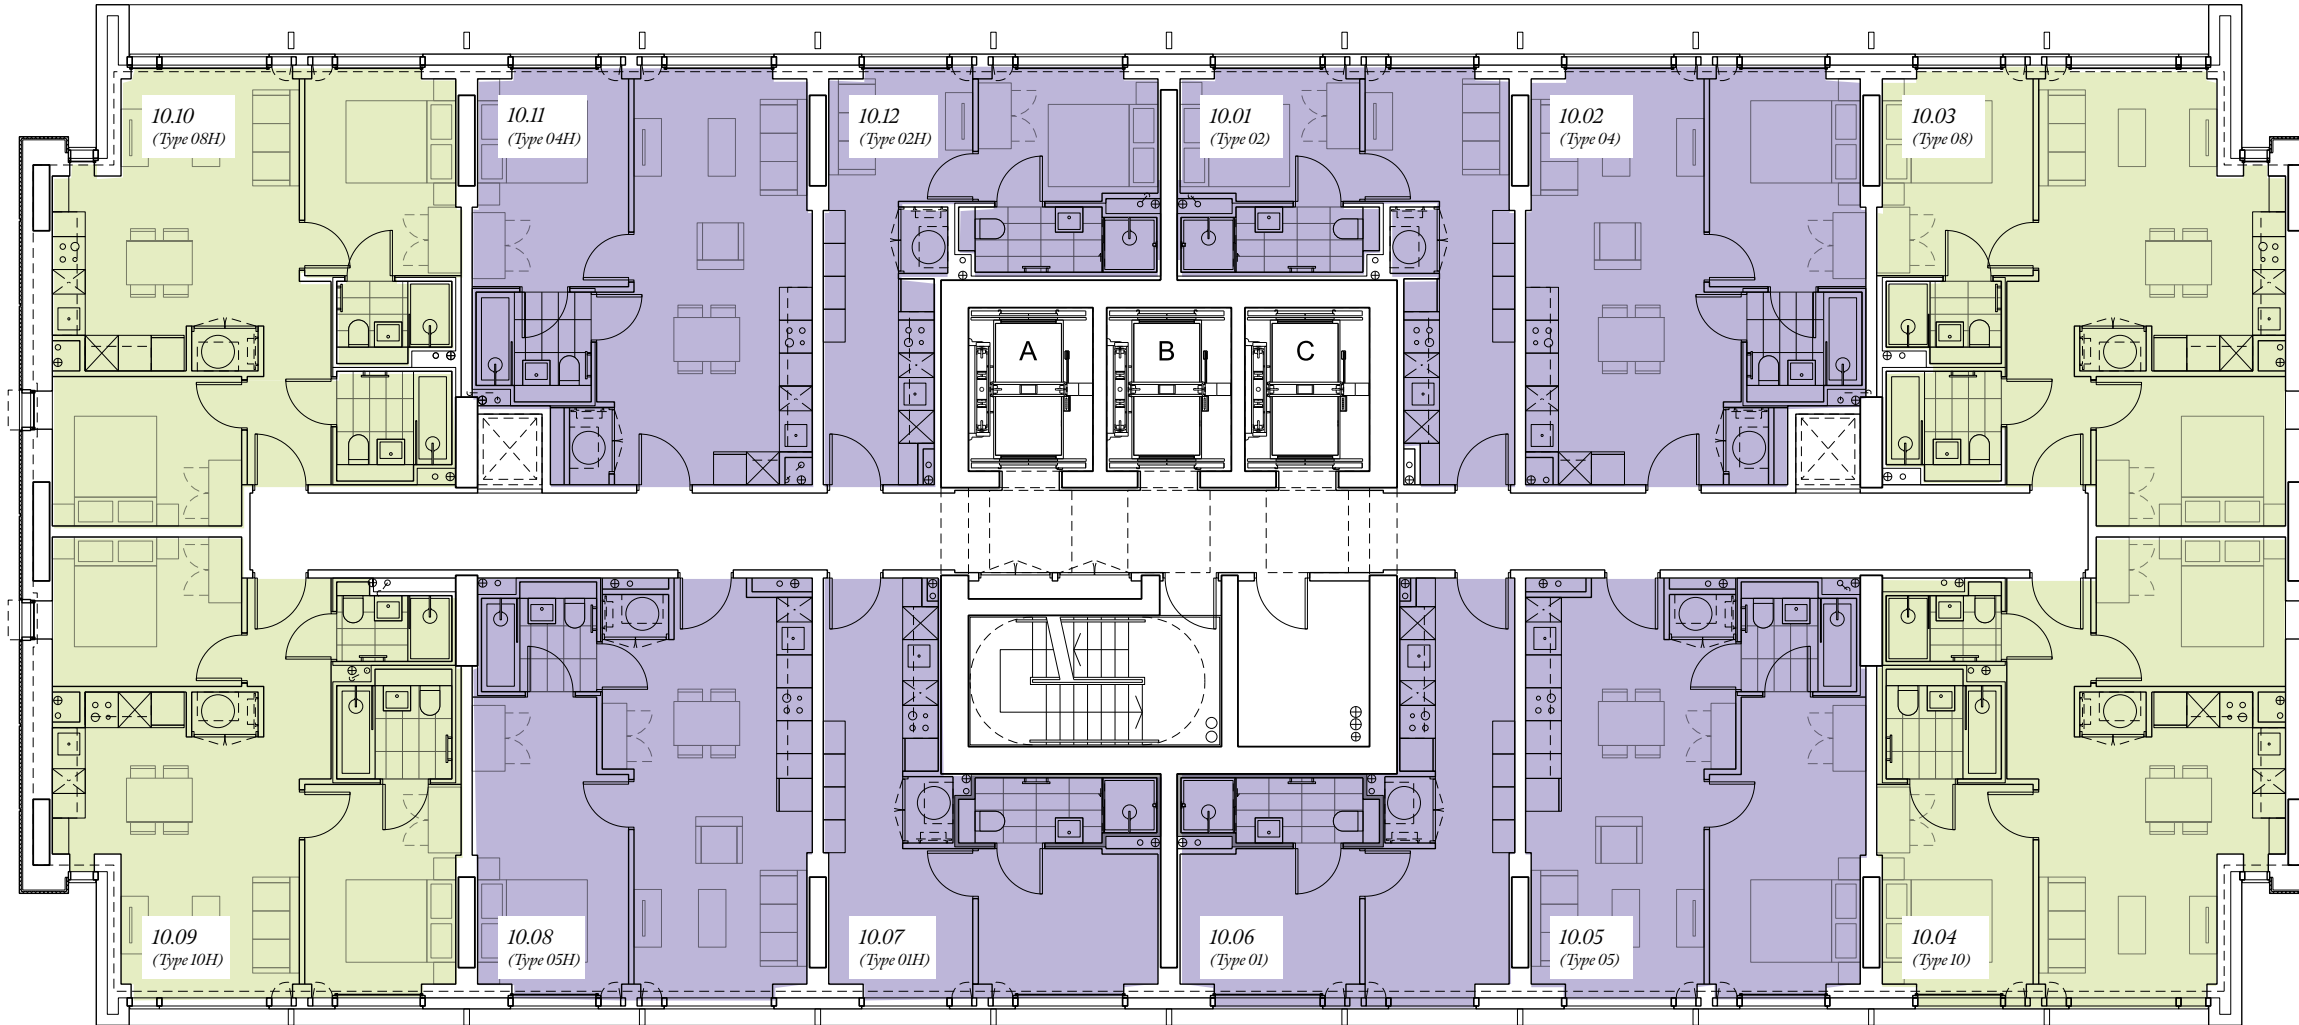 10.10
(Type 08H)
10.11
(Type 04H)
10.12
(Type 02H)
10.01
(Type 02)
10.02
(Type 04)
10.03
(Type 08)
A
B
C
10.09
(Type 10H)
10.08
(Type 05H)
10.07
(Type 01H)
10.06
(Type 01)
10.05
(Type 05)
10.04
(Type 10)